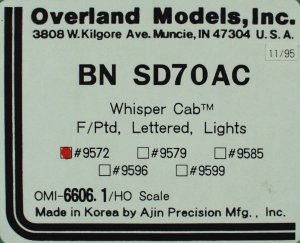 Overland Models, Inc.
3808 W. Kilgore Ave. Muncie, IN 47304 U.S.A.
11/95
BN SD70AC
Whisper Cab™
F/Ptd, Lettered, Lights
#9572 #9579 #9585
#9596 #9599
OMI-6606.1/HO Scale
Made in Korea by Ajin Precision Mfg., Inc.